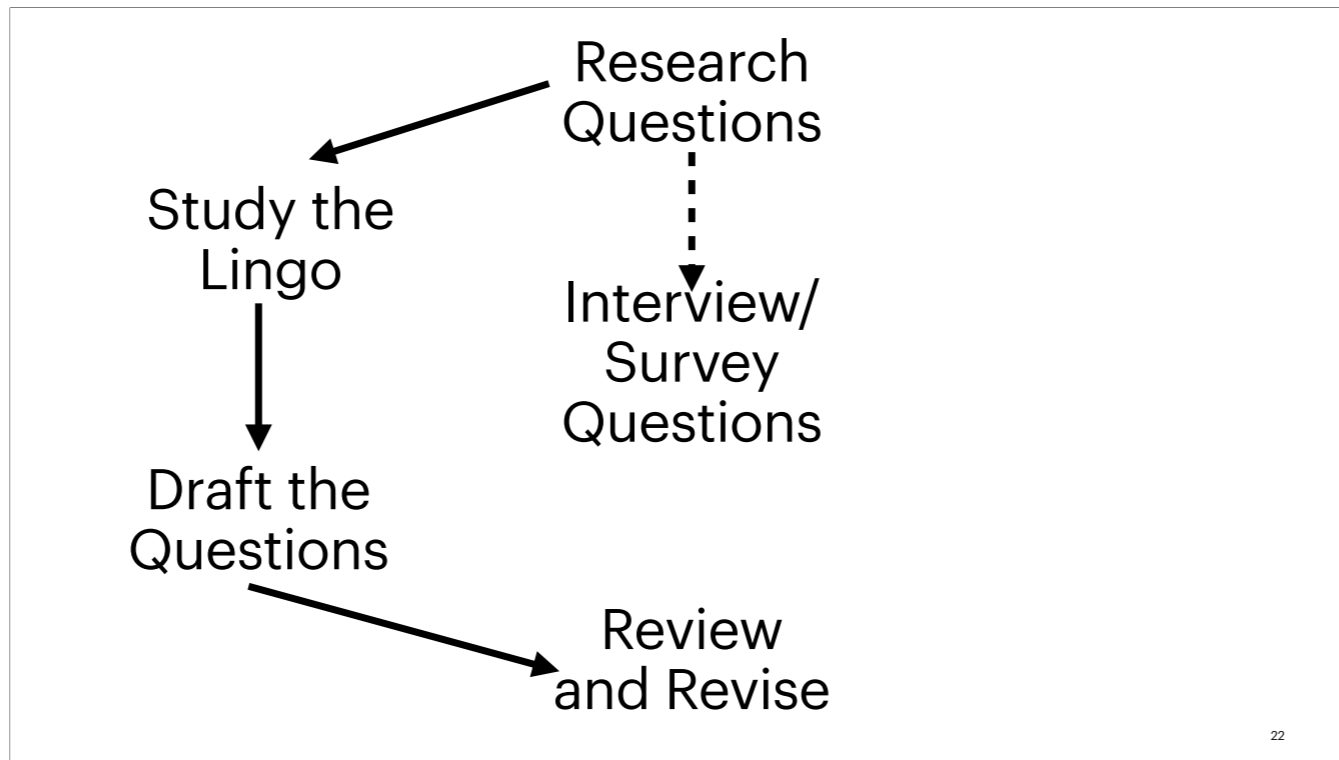 Research
Questions
Study the
Lingo
Interview/
Survey
Questions
Draft the
Questions
Review
and Revise
22